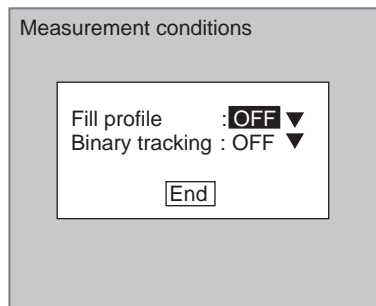 Measurement conditions
Fill profile : OFF ▼
Binary tracking : OFF ▼
End